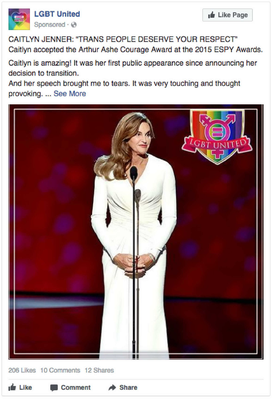 LGBT United
Sponsored ·
Like Page
CAITLYN JENNER: "TRANS PEOPLE DESERVE YOUR RESPECT"
Caitlyn accepted the Arthur Ashe Courage Award at the 2015 ESPY Awards.
Caitlyn is amazing! It was her first public appearance since announcing her
decision to transition.
And her speech brought me to tears. It was very touching and thought
provoking. ... See More
LGBT UNITED
206 Likes 10 Comments 12 Shares
Like Comment Share